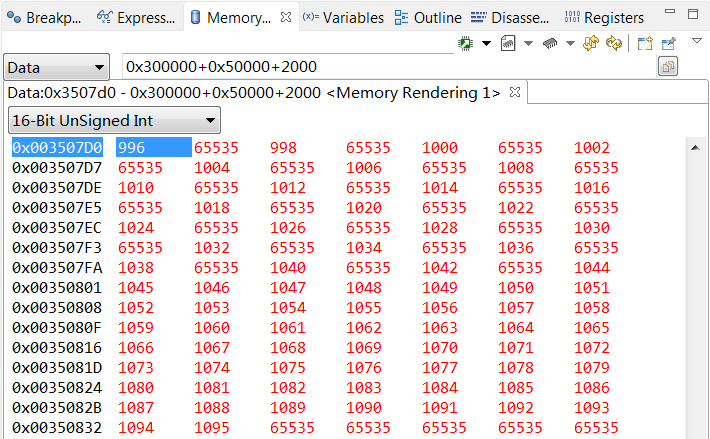 Breakp... Expres... Memory... (x)= Variables Outline Disasse... 1010 0101 Registers
Data 0x300000+0x50000+2000
Data:0x3507d0 - 0x300000+0x50000+2000 <Memory Rendering 1>
16-Bit UnSigned Int
0x003507D0 996 65535 998 65535 1000 65535 1002
0x003507D7 65535 1004 65535 1006 65535 1008 65535
0x003507DE 1010 65535 1012 65535 1014 65535 1016
0x003507E5 65535 1018 65535 1020 65535 1022 65535
0x003507EC 1024 65535 1026 65535 1028 65535 1030
0x003507F3 65535 1032 65535 1034 65535 1036 65535
0x003507FA 1038 65535 1040 65535 1042 65535 1044
0x00350801 1045 1046 1047 1048 1049 1050 1051
0x00350808 1052 1053 1054 1055 1056 1057 1058
0x0035080F 1059 1060 1061 1062 1063 1064 1065
0x00350816 1066 1067 1068 1069 1070 1071 1072
0x0035081D 1073 1074 1075 1076 1077 1078 1079
0x00350824 1080 1081 1082 1083 1084 1085 1086
0x0035082B 1087 1088 1089 1090 1091 1092 1093
0x00350832 1094 1095 65535 65535 65535 65535 65535